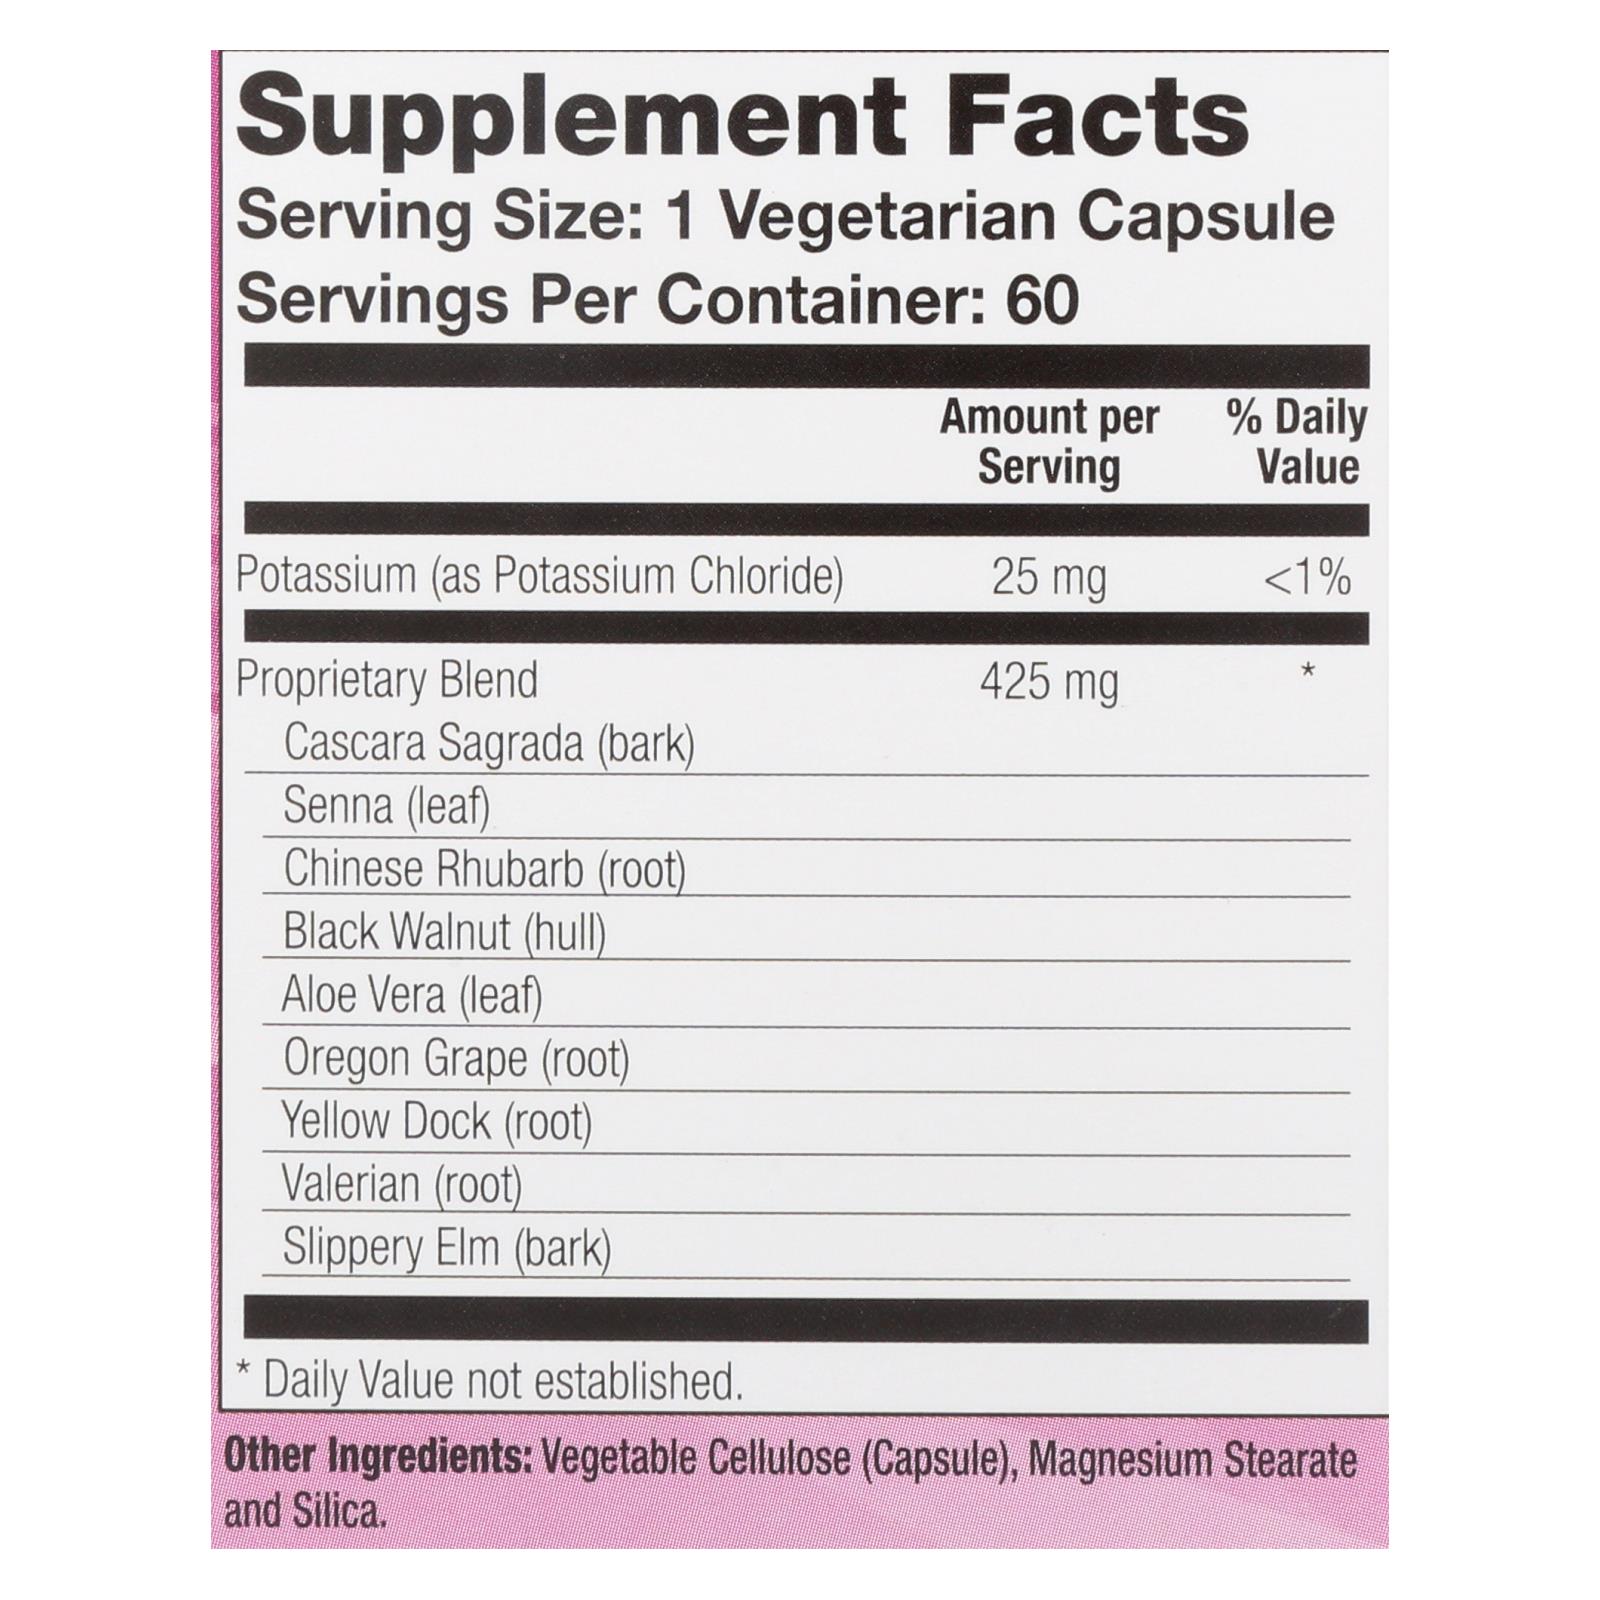 Supplement Facts
Serving Size: 1 Vegetarian Capsule
Servings Per Container: 60
Amount per % Daily
Serving Value
Potassium (as Potassium Chloride) 25 mg <1%
Proprietary Blend 425 mg *
Cascara Sagrada (bark)
Senna (leaf)
Chinese Rhubarb (root)
Black Walnut (hull)
Aloe Vera (leaf)
Oregon Grape (root)
Yellow Dock (root)
Valerian (root)
Slippery Elm (bark)
* Daily Value not established.
Other Ingredients: Vegetable Cellulose (Capsule), Magnesium Stearate
and Silica.